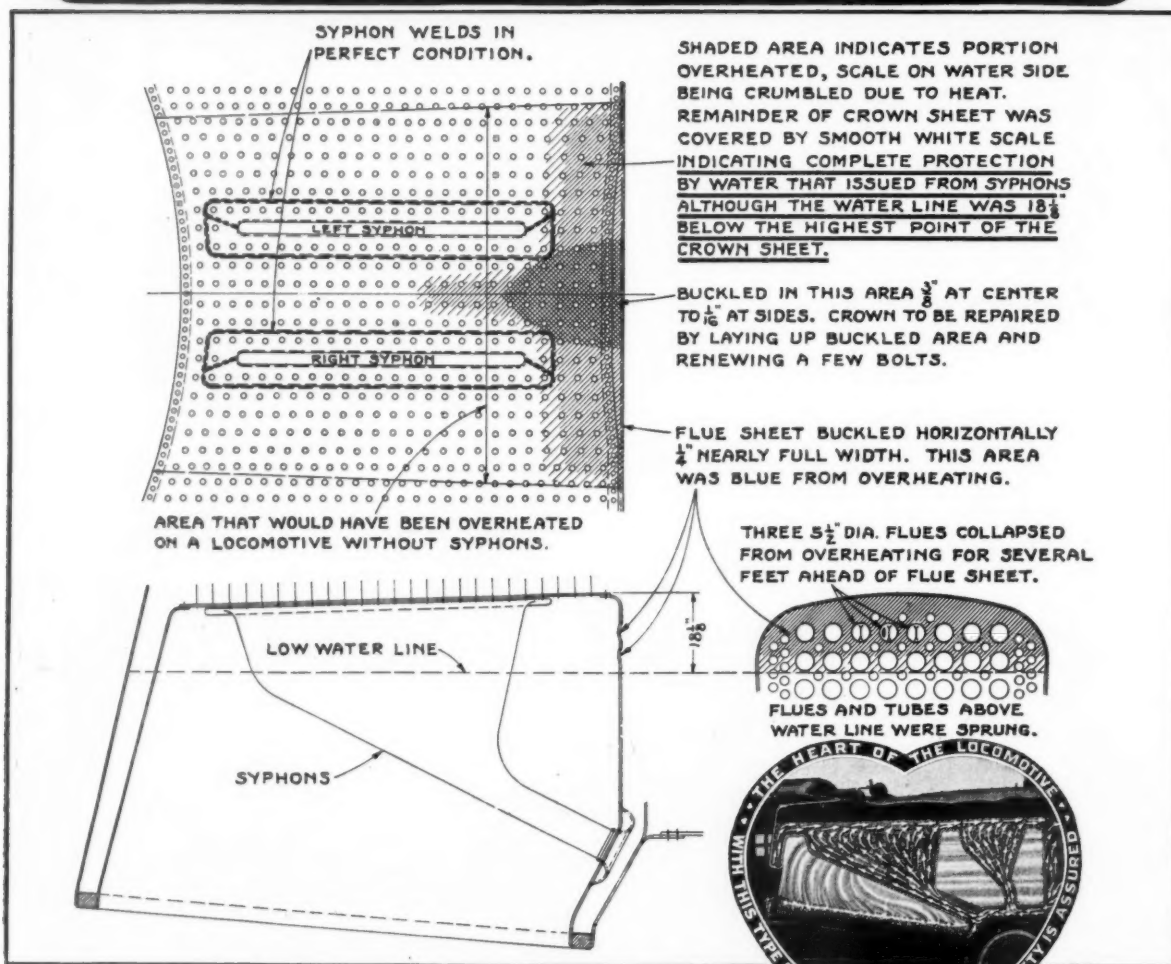 SYPHON WELDS IN
PERFECT CONDITION.
SHADED AREA INDICATES PORTION
OVERHEATED, SCALE ON WATER SIDE
BEING CRUMBLED DUE TO HEAT.
REMAINDER OF CROWN SHEET WAS
COVERED BY SMOOTH WHITE SCALE
INDICATING COMPLETE PROTECTION
BY WATER THAT ISSUED FROM SYPHONS
ALTHOUGH THE WATER LINE WAS 18 1/8"
BELOW THE HIGHEST POINT OF THE
CROWN SHEET.
LEFT SYPHON
BUCKLED IN THIS AREA 3/8" AT CENTER
TO 1/16" AT SIDES. CROWN TO BE REPAIRED
BY LAYING UP BUCKLED AREA AND
RENEWING A FEW BOLTS.
RIGHT SYPHON
FLUE SHEET BUCKLED HORIZONTALLY
1/4" NEARLY FULL WIDTH. THIS AREA
WAS BLUE FROM OVERHEATING.
AREA THAT WOULD HAVE BEEN OVERHEATED
ON A LOCOMOTIVE WITHOUT SYPHONS.
THREE 5 1/2" DIA. FLUES COLLAPSED
FROM OVERHEATING FOR SEVERAL
FEET AHEAD OF FLUE SHEET.
18 1/8"
LOW WATER LINE
FLUES AND TUBES ABOVE
WATER LINE WERE SPRUNG.
SYPHONS
THE HEART OF THE LOCOMOTIVE
WITH THIS TYPE
TY IS ASSURED